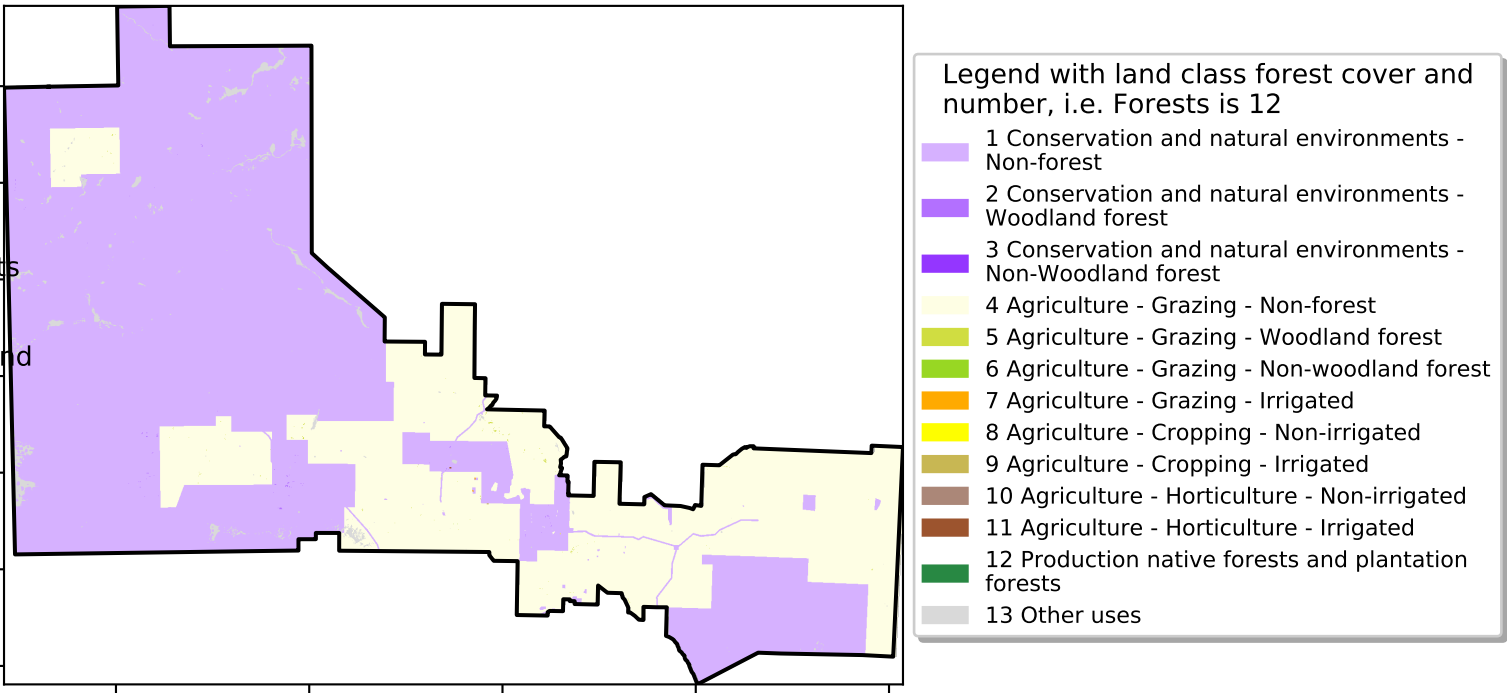 Legend with land class forest cover and
number, i.e. Forests is 12
1 Conservation and natural environments -
Non-forest
2 Conservation and natural environments -
Woodland forest
3 Conservation and natural environments -
Non-Woodland forest
4 Agriculture - Grazing - Non-forest
5 Agriculture - Grazing - Woodland forest
6 Agriculture - Grazing - Non-woodland forest
7 Agriculture - Grazing - Irrigated
8 Agriculture - Cropping - Non-irrigated
9 Agriculture - Cropping - Irrigated
10 Agriculture - Horticulture - Non-irrigated
11 Agriculture - Horticulture - Irrigated
12 Production native forests and plantation
forests
13 Other uses
ts
nd